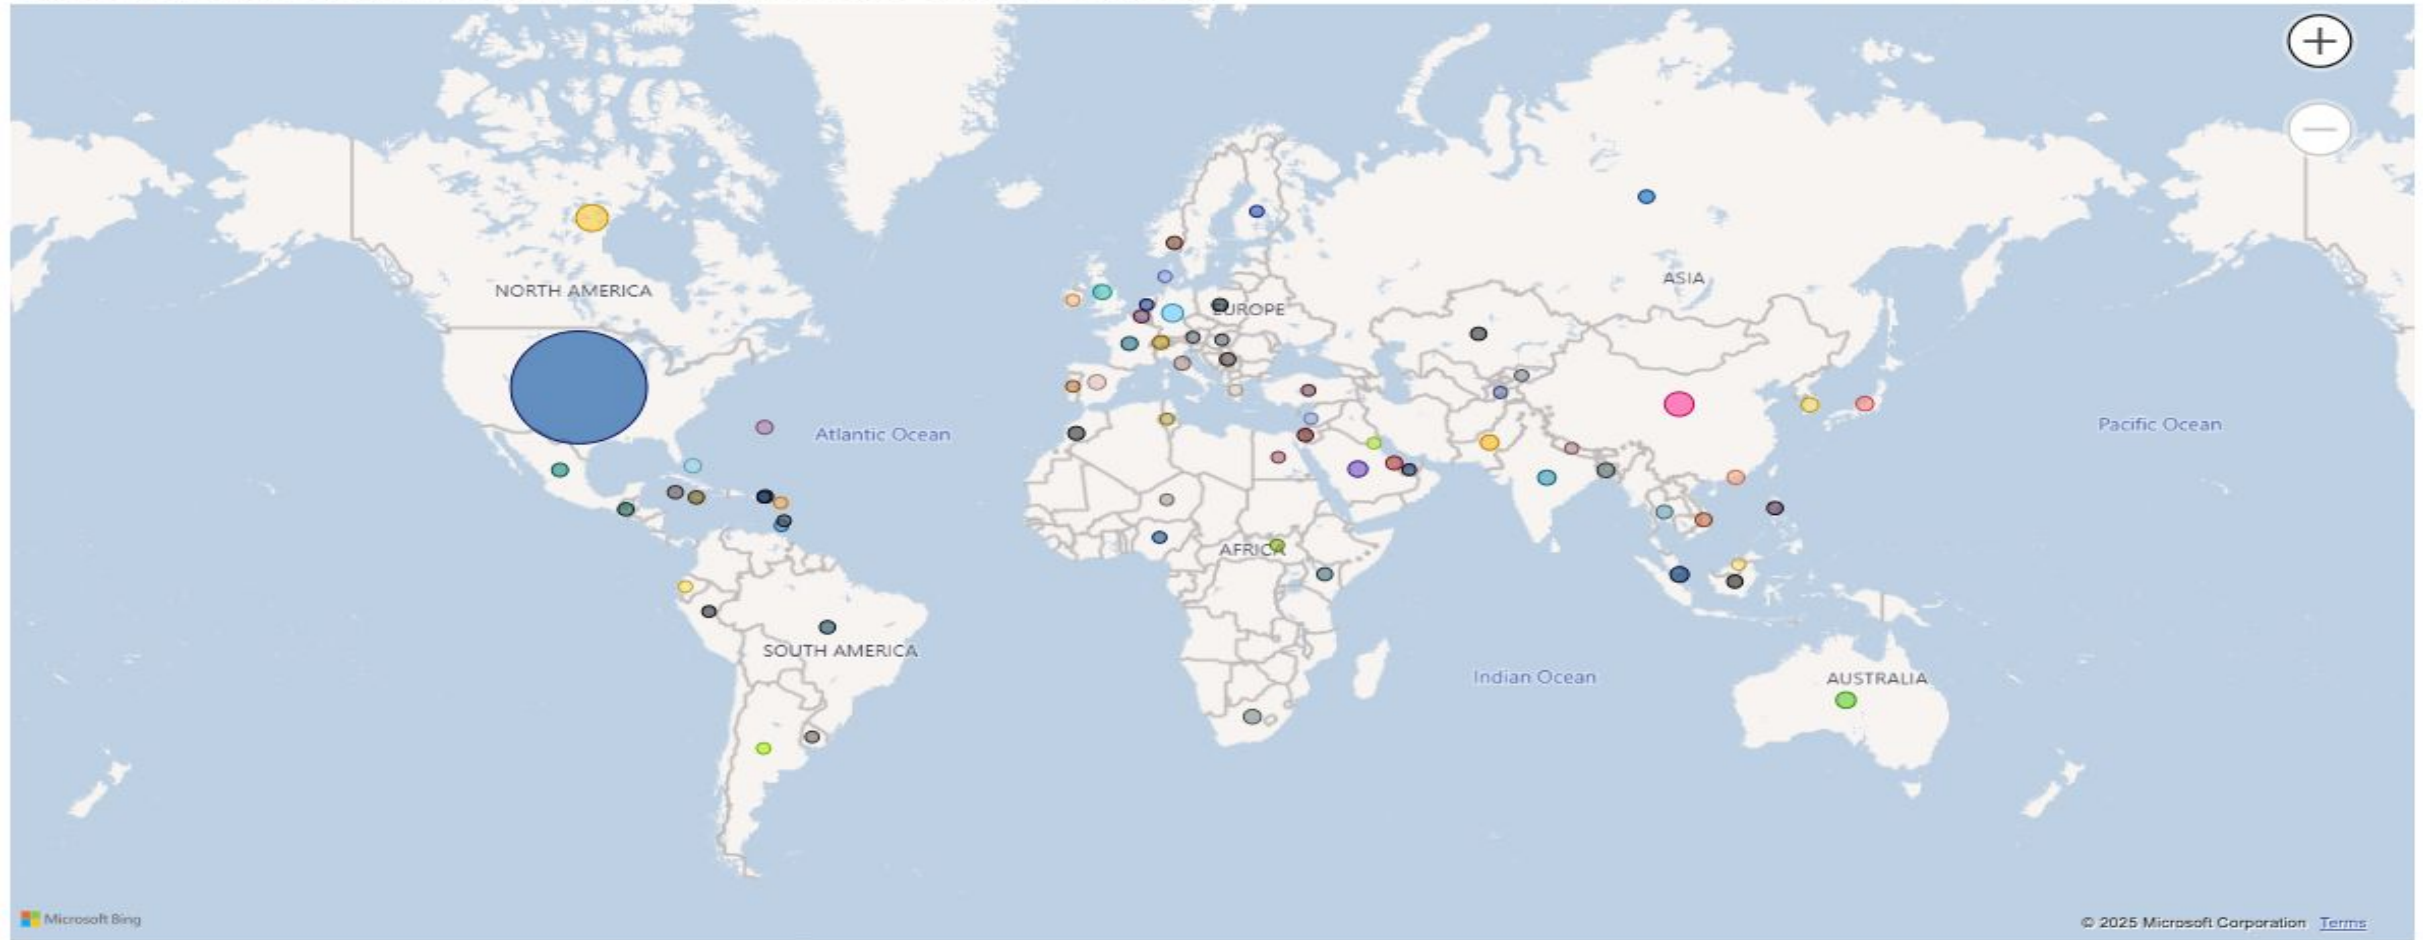 ASIA
NORTH AMERICA
EUROPE
Atlantic Ocean
Pacific Ocean
AFRICA
SOUTH AMERICA
Indian Ocean
AUSTRALIA
Microsoft Bing
© 2025 Microsoft Corporation Terms